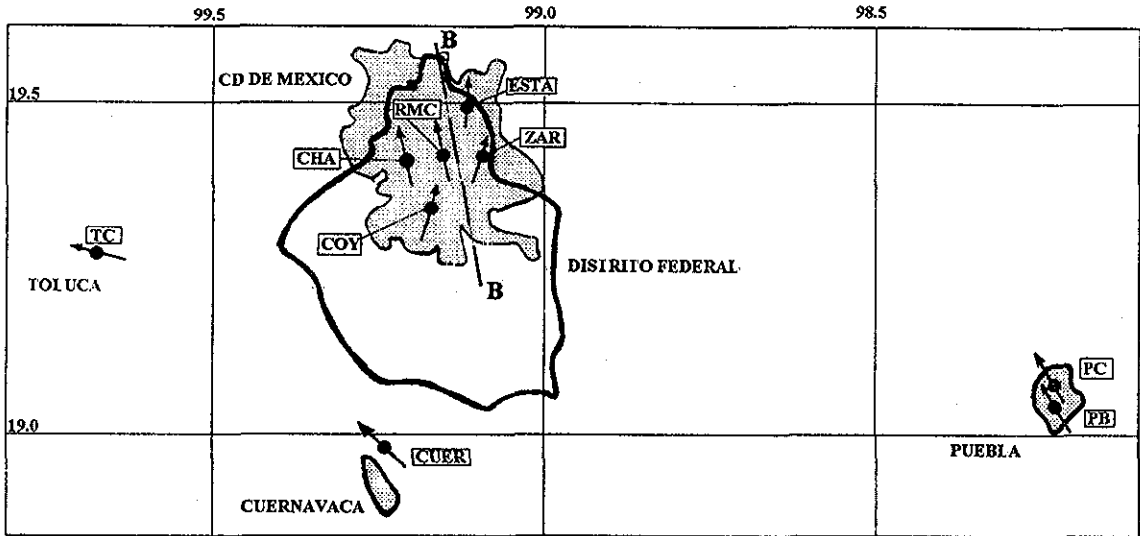 99.5 99.0 98.5
B
CD DE MEXICO
ESTA
19.5
RMC
ZAR
CHA
COY
TC
DISTRITO FEDERAL
TOLUCA
B
PC
PB
19.0
CUER
PUEBLA
CUERNAVACA